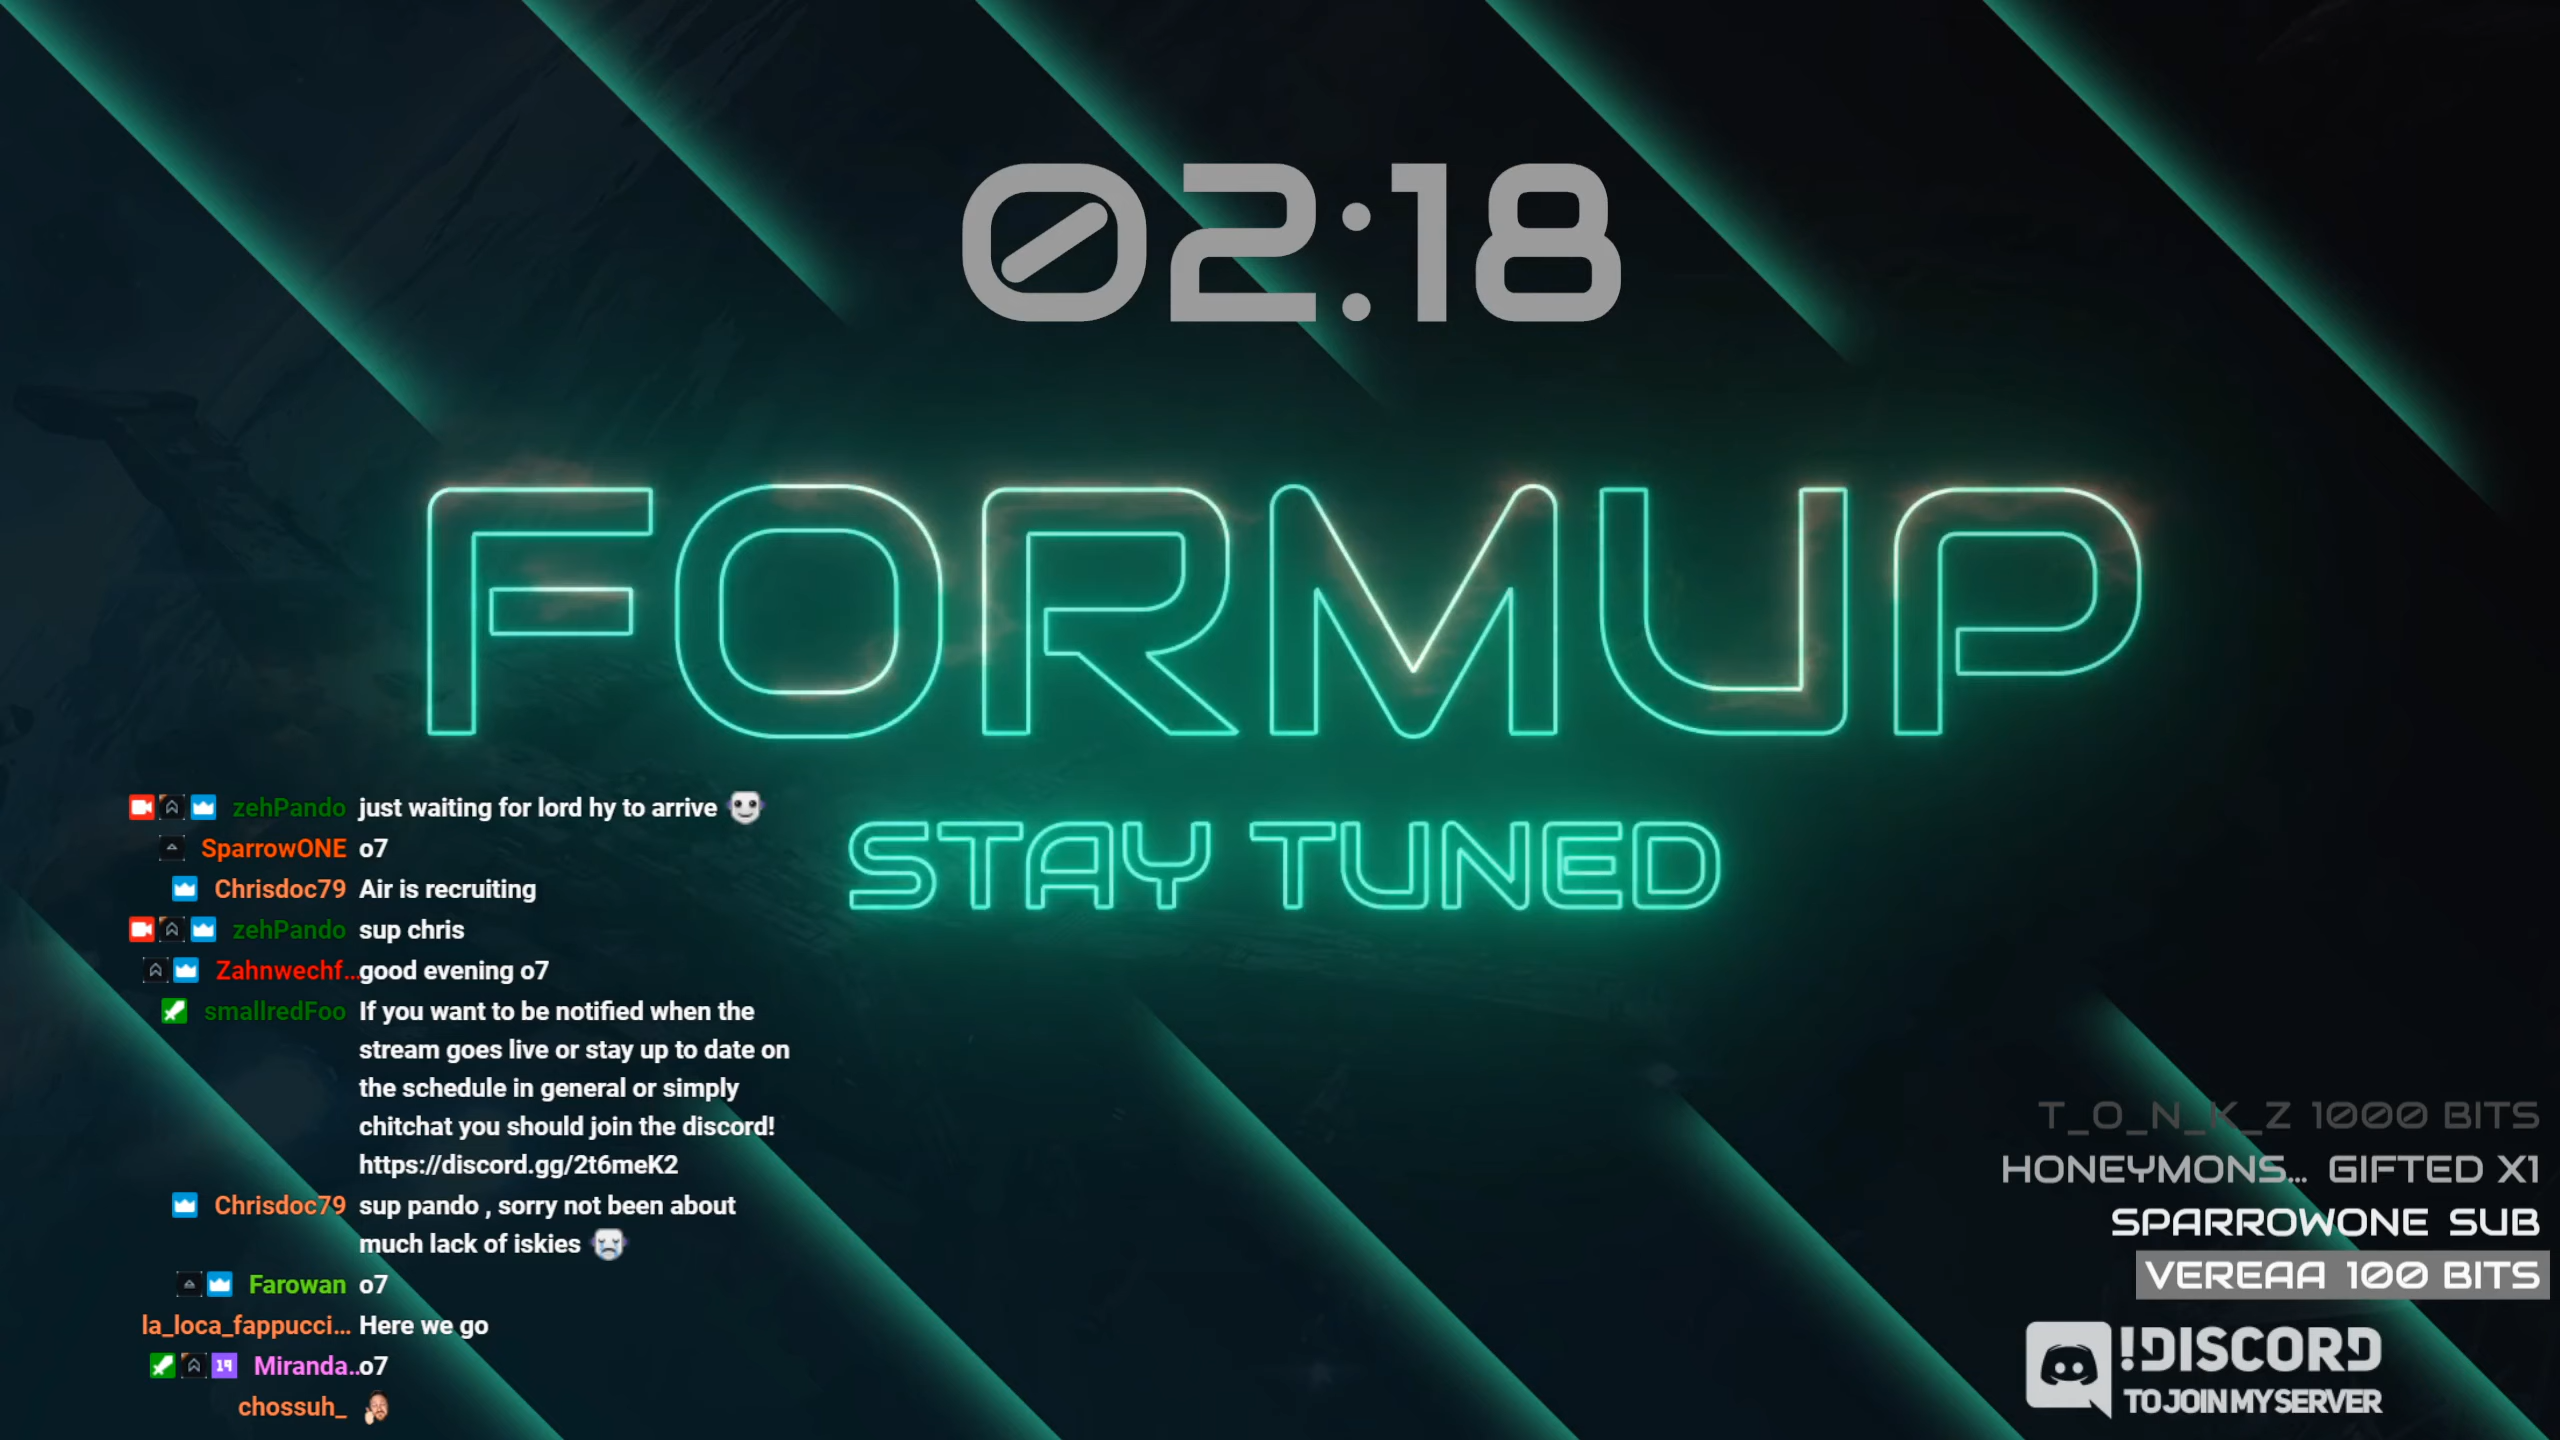 02:18
FORMUP
STAY TUNED
zehPando just waiting for lord hy to arrive
SparrowONE o7
Chrisdoc79 Air is recruiting
zehPando sup chris
Zahnwechf... good evening o7
smallredFoo If you want to be notified when the
stream goes live or stay up to date on
the schedule in general or simply
chitchat you should join the discord!
https://discord.gg/2t6meK2
Chrisdoc79 sup pando , sorry not been about
much lack of iskies
Farowan o7
la_loca_fappucci... Here we go
19 Miranda.. o7
chossuh_
T_O_N_K_Z 1000 BITS
HONEYMONS... GIFTED X1
SPARROWONE SUB
VEREAA 100 BITS
!DISCORD
TO JOIN MY SERVER